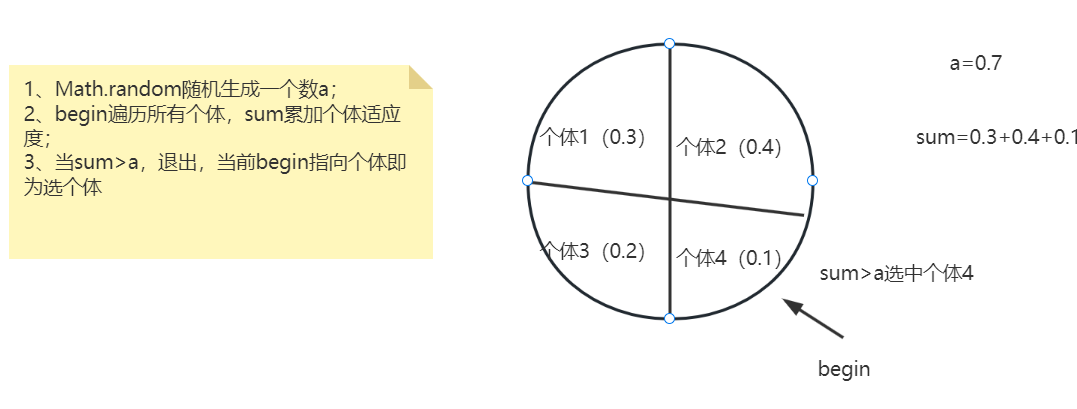 1、Math.random随机生成一个数a；
2、begin遍历所有个体，sum累加个体适应
度；
3、当sum>a，退出，当前begin指向个体即
为选个体
a=0.7
sum=0.3+0.4+0.1
个体1（0.3）
个体2（0.4）
个体3（0.2）
个体4（0.1）
sum>a选中个体4
begin